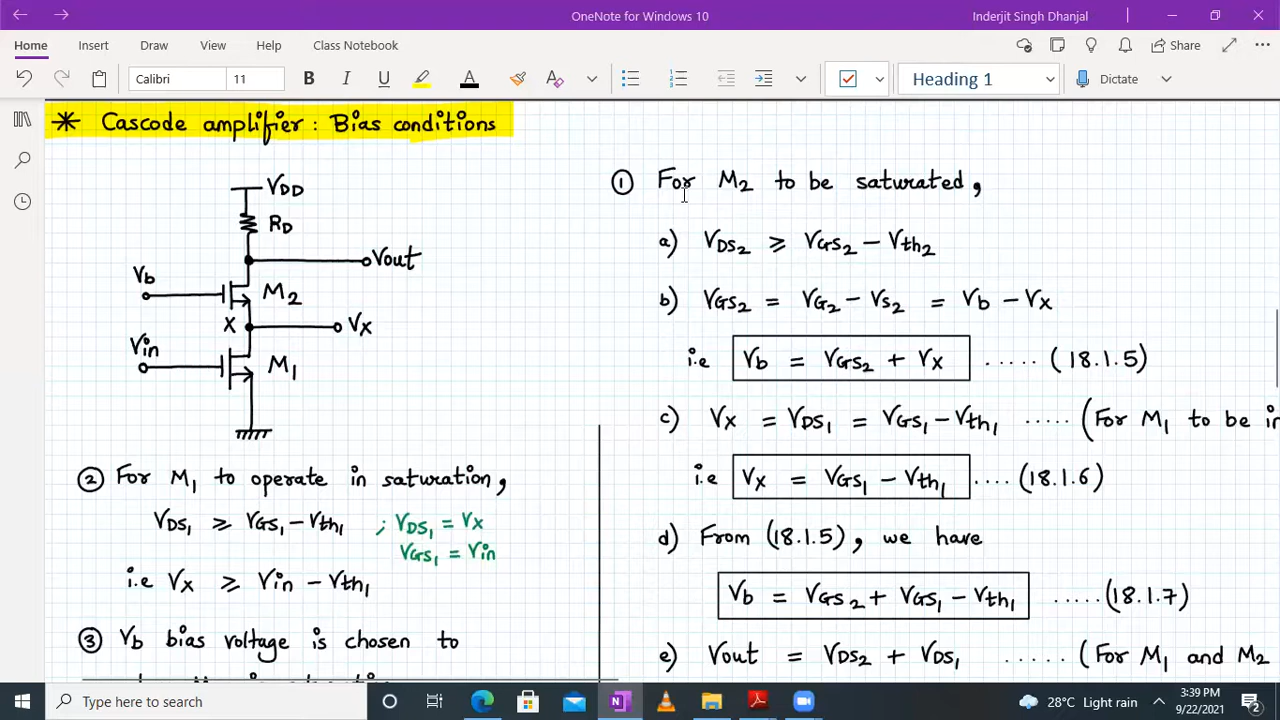 OneNote for Windows 10
Inderjit Singh Dhanjal
Home Insert Draw View Help Class Notebook
Share
Calibri 11 B I U A Heading 1 Dictate
* Cascode amplifier : Bias conditions
VDD
RD
Vout
Vb
M2
X
Vx
Vin
M1
② For M1 to operate in saturation,
VDS1 ≥ VGS1 - Vth1 ; VDS1 = Vx
VGS1 = Vin
i.e Vx ≥ Vin - Vth1
③ Vb bias voltage is chosen to
① For M2 to be saturated,
a) VDS2 ≥ VGS2 - Vth2
b) VGS2 = VG2 - VS2 = Vb - Vx
i.e Vb = VGS2 + Vx ..... (18.1.5)
c) Vx = VDS1 = VGS1 - Vth1 ..... (For M1 to be in
i.e Vx = VGS1 - Vth1 .... (18.1.6)
d) From (18.1.5), we have
Vb = VGS2 + VGS1 - Vth1 ..... (18.1.7)
e) Vout = VDS2 + VDS1 ..... (For M1 and M2
Type here to search
28°C Light rain
3:39 PM
9/22/2021